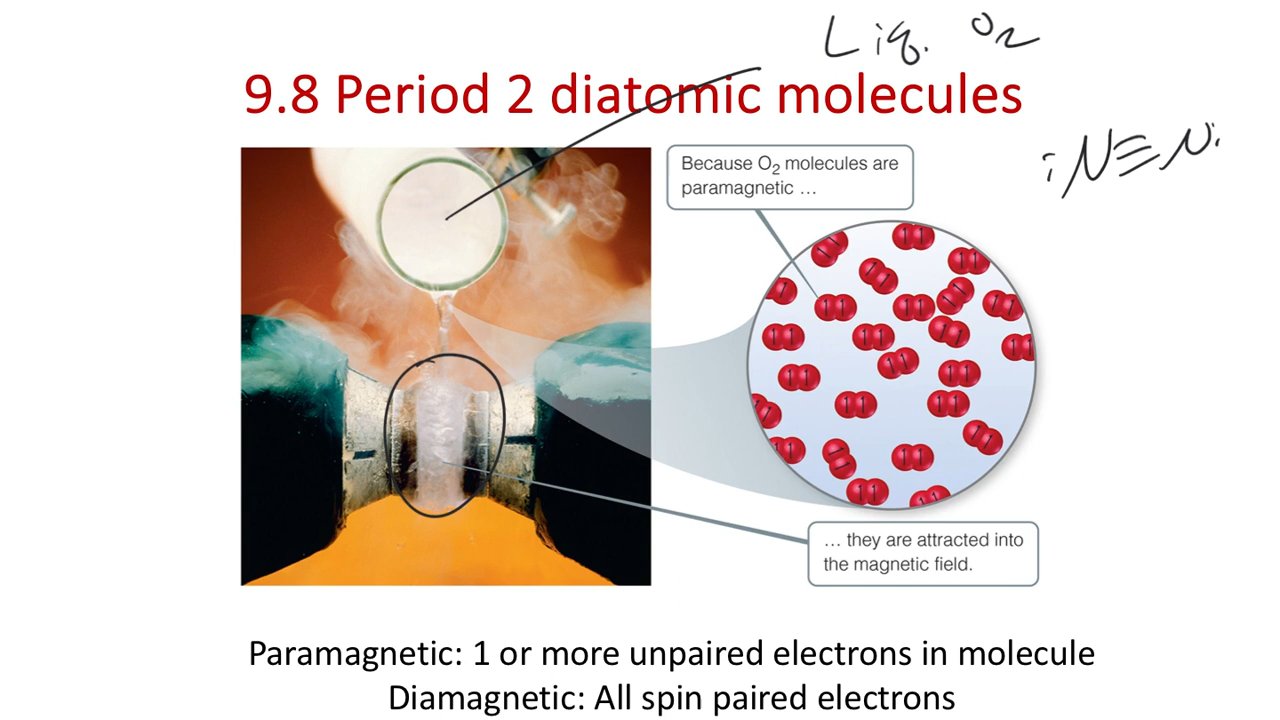 Liq. O₂
9.8 Period 2 diatomic molecules
:N≡N:
Because O₂ molecules are
paramagnetic ...
... they are attracted into
the magnetic field.
Paramagnetic: 1 or more unpaired electrons in molecule
Diamagnetic: All spin paired electrons